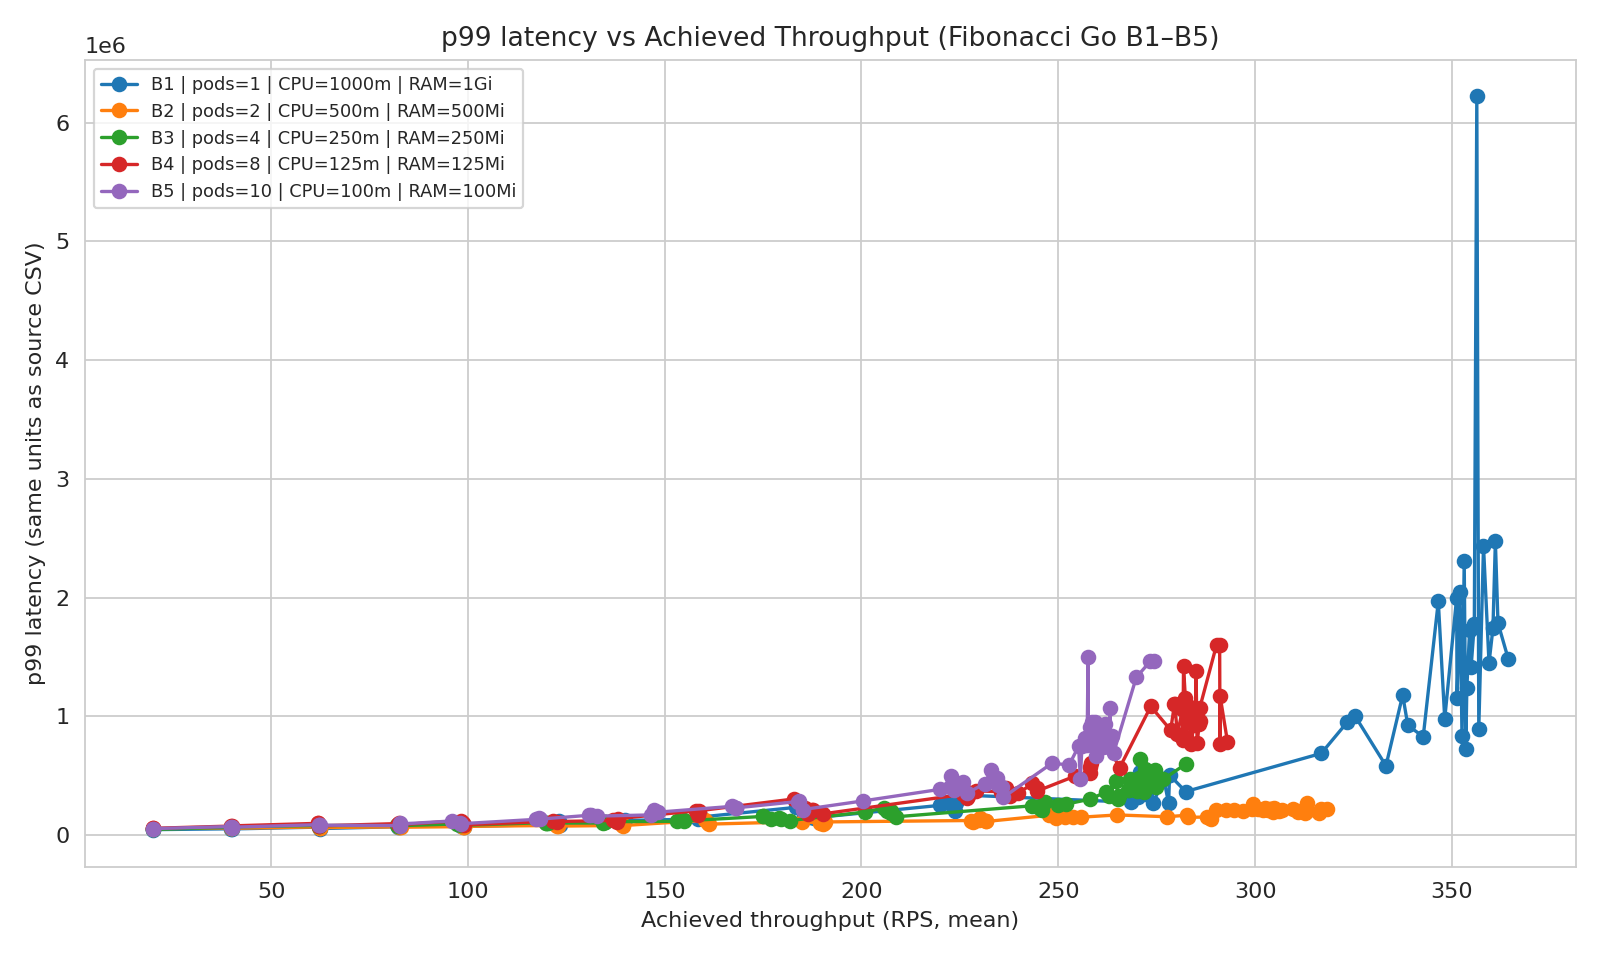 p99 latency vs Achieved Throughput (Fibonacci Go B1–B5)
1e6
B1 | pods=1 | CPU=1000m | RAM=1Gi
B2 | pods=2 | CPU=500m | RAM=500Mi
B3 | pods=4 | CPU=250m | RAM=250Mi
B4 | pods=8 | CPU=125m | RAM=125Mi
B5 | pods=10 | CPU=100m | RAM=100Mi
p99 latency (same units as source CSV)
6
5
4
3
2
1
0
50 100 150 200 250 300 350
Achieved throughput (RPS, mean)